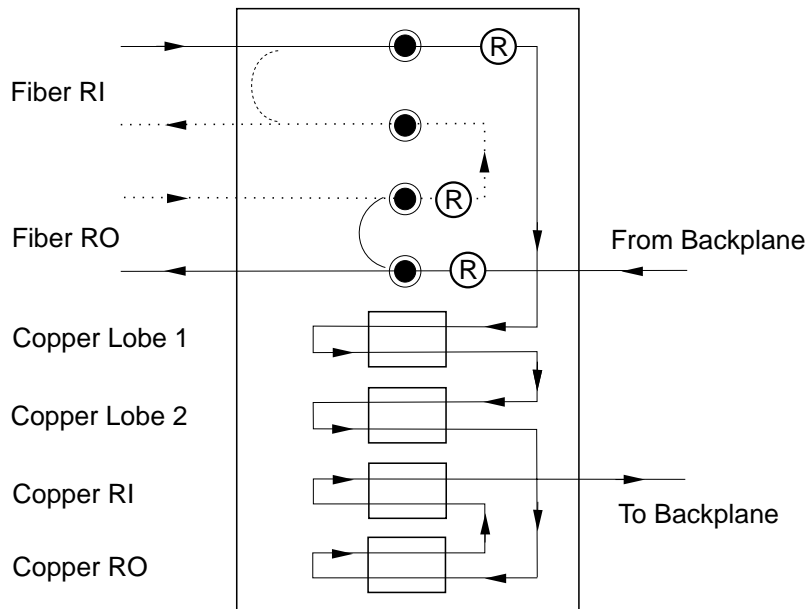 R
Fiber RI
R
Fiber RO
From Backplane
R
Copper Lobe 1
Copper Lobe 2
Copper RI
To Backplane
Copper RO